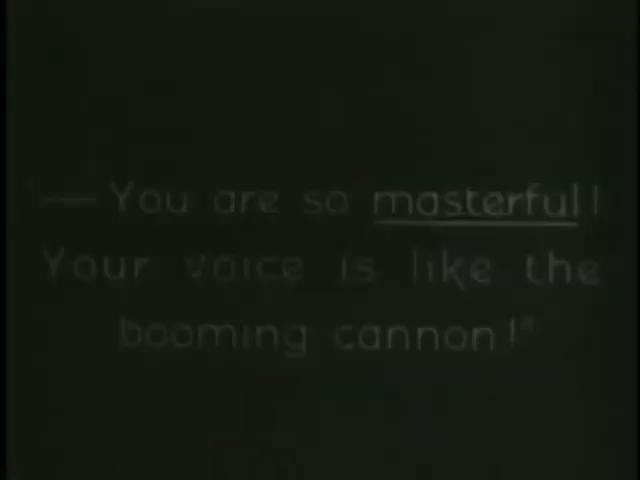 "—You are so masterful!
Your voice is like the
booming cannon!"